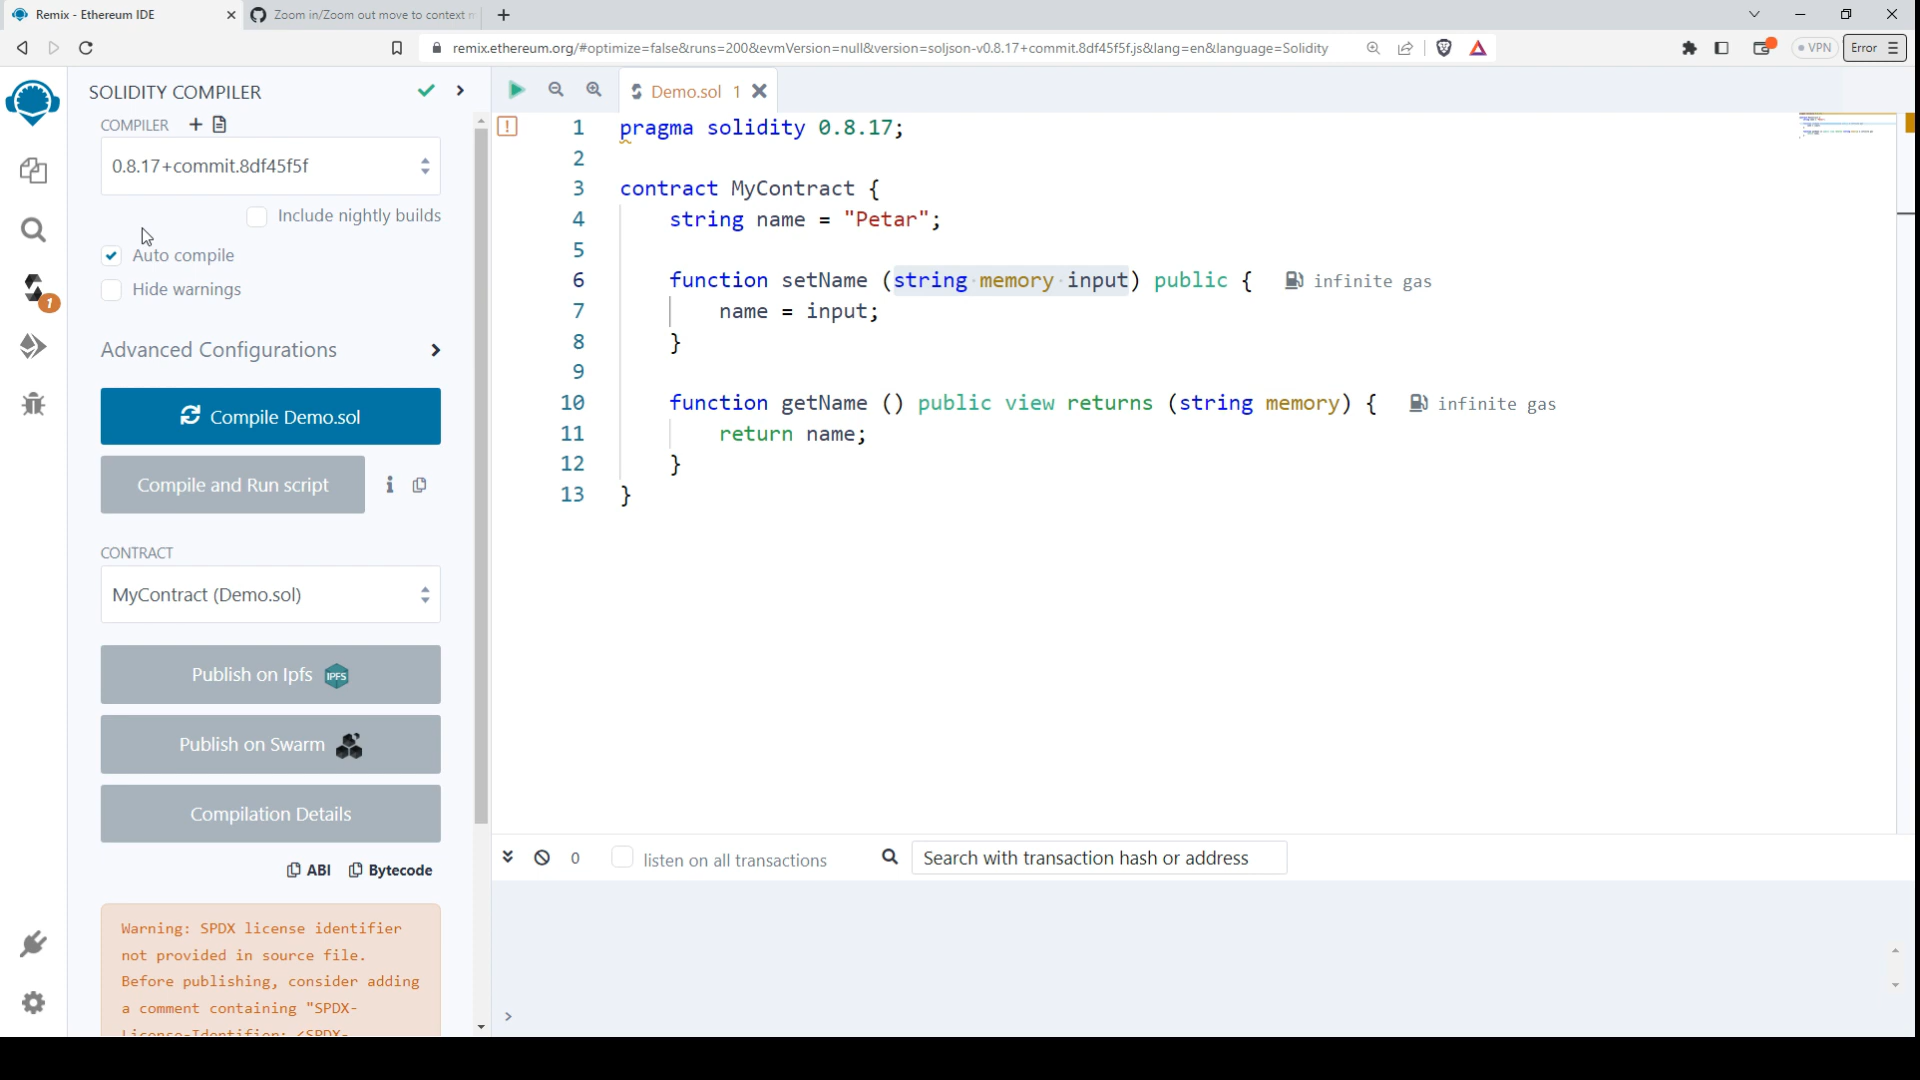 Remix - Ethereum IDE
Zoom in/Zoom out move to context m
remix.ethereum.org/#optimize=false&runs=200&evmVersion=null&version=soljson-v0.8.17+commit.8df45f5f.js&lang=en&language=Solidity
VPN
Error
SOLIDITY COMPILER
COMPILER
0.8.17+commit.8df45f5f
Include nightly builds
Auto compile
Hide warnings
1
Advanced Configurations
Compile Demo.sol
Compile and Run script
CONTRACT
MyContract (Demo.sol)
Publish on Ipfs
IPFS
Publish on Swarm
Compilation Details
ABI
Bytecode
Warning: SPDX license identifier
not provided in source file.
Before publishing, consider adding
a comment containing "SPDX-
License-Identifier: <SPDX-
Demo.sol 1
1 pragma solidity 0.8.17;
2
3 contract MyContract {
4 string name = "Petar";
5
6 function setName (string memory input) public { infinite gas
7 name = input;
8 }
9
10 function getName () public view returns (string memory) { infinite gas
11 return name;
12 }
13 }
0
listen on all transactions
Search with transaction hash or address
>